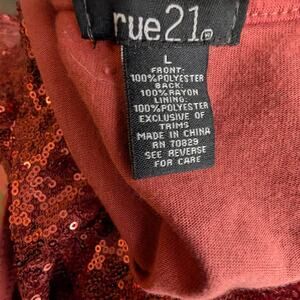 rue21
L
FRONT:
100%POLYESTER
BACK:
100%RAYON
LINING:
100%POLYESTER
EXCLUSIVE OF
TRIMS
MADE IN CHINA
RN 70829
SEE REVERSE
FOR CARE